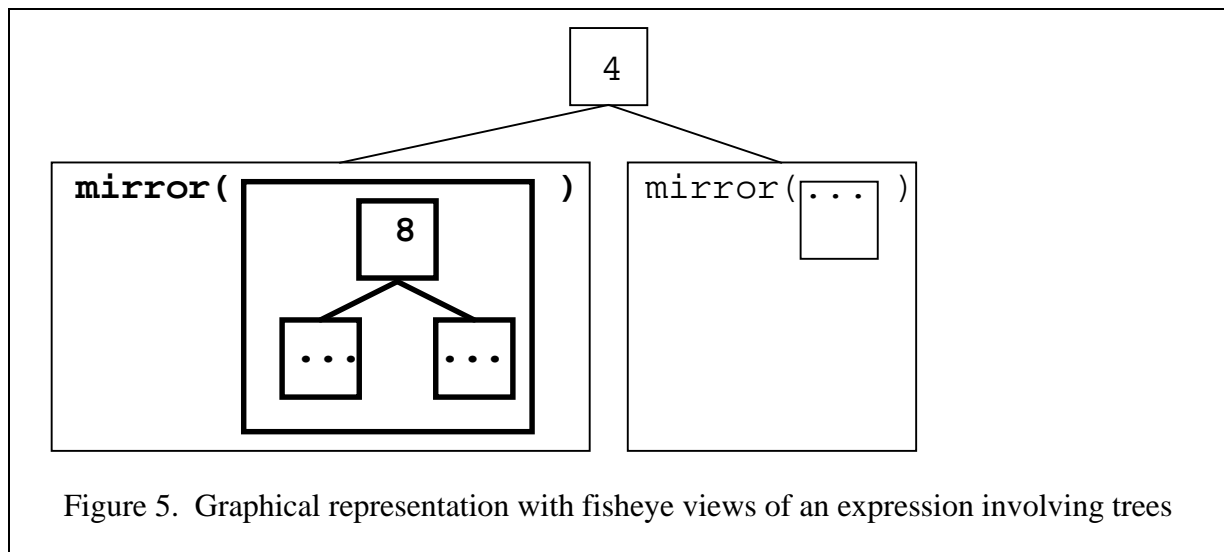 4
mirror( ) mirror(... )
8
... ...
Figure 5. Graphical representation with fisheye views of an expression involving trees